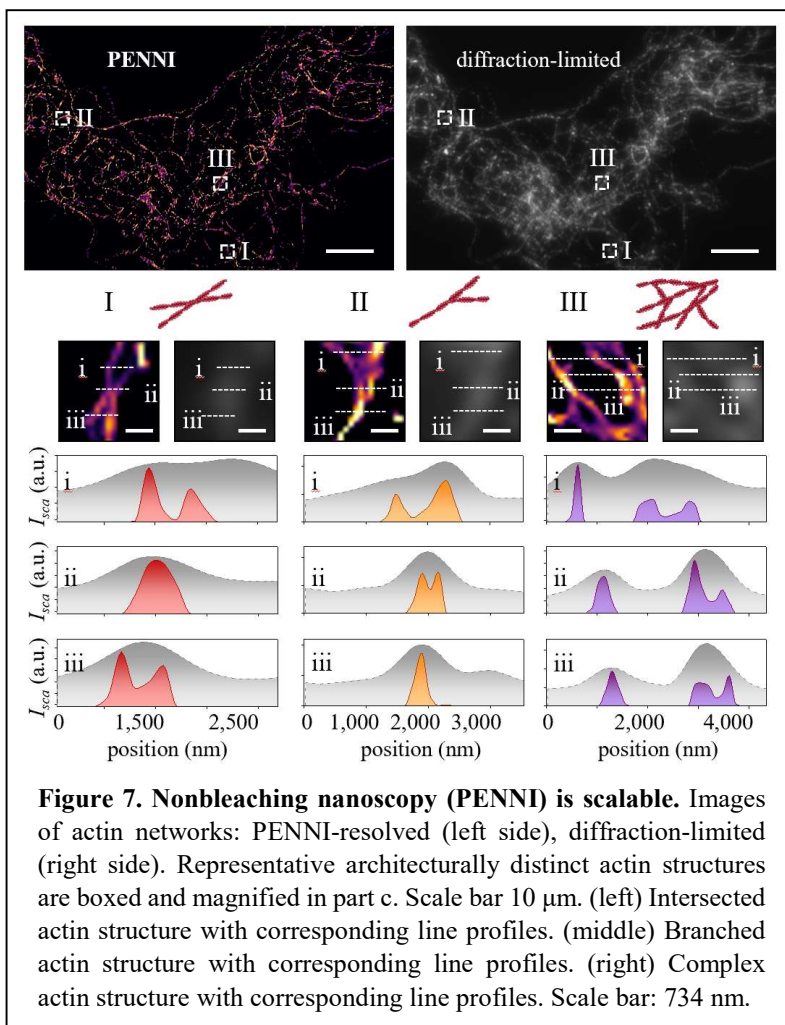 PENNI
diffraction-limited
II
III
I
II
III
I
I
II
III
i
ii
iii
i
ii
iii
i
ii
iii
i
ii
iii
i
ii
iii
i
ii
iii
I_sca (a.u.)
i
i
i
I_sca (a.u.)
ii
ii
ii
I_sca (a.u.)
iii
iii
iii
0 1,500 2,500
0 1,000 2,000 3,000
0 2,000 4,000
position (nm)
position (nm)
position (nm)
Figure 7. Nonbleaching nanoscopy (PENNI) is scalable. Images
of actin networks: PENNI-resolved (left side), diffraction-limited
(right side). Representative architecturally distinct actin structures
are boxed and magnified in part c. Scale bar 10 μm. (left) Intersected
actin structure with corresponding line profiles. (middle) Branched
actin structure with corresponding line profiles. (right) Complex
actin structure with corresponding line profiles. Scale bar: 734 nm.